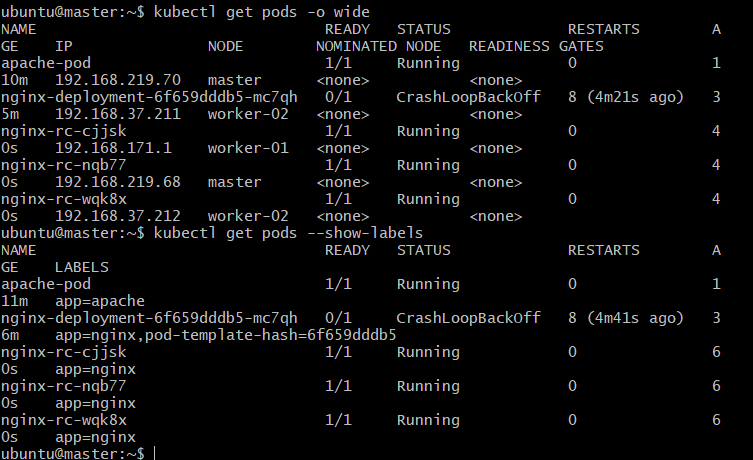 ubuntu@master:~$ kubectl get pods -o wide
NAME                                READY   STATUS             RESTARTS        A
GE   IP               NODE        NOMINATED NODE   READINESS GATES
apache-pod                          1/1     Running            0               1
10m  192.168.219.70   master      <none>           <none>
nginx-deployment-6f659dddb5-mc7qh   0/1     CrashLoopBackOff   8 (4m21s ago)   3
5m   192.168.37.211   worker-02   <none>           <none>
nginx-rc-cjjsk                      1/1     Running            0               4
0s   192.168.171.1    worker-01   <none>           <none>
nginx-rc-nqb77                      1/1     Running            0               4
0s   192.168.219.68   master      <none>           <none>
nginx-rc-wqk8x                      1/1     Running            0               4
0s   192.168.37.212   worker-02   <none>           <none>
ubuntu@master:~$ kubectl get pods --show-labels
NAME                                READY   STATUS             RESTARTS        A
GE   LABELS
apache-pod                          1/1     Running            0               1
11m  app=apache
nginx-deployment-6f659dddb5-mc7qh   0/1     CrashLoopBackOff   8 (4m41s ago)   3
6m   app=nginx,pod-template-hash=6f659dddb5
nginx-rc-cjjsk                      1/1     Running            0               6
0s   app=nginx
nginx-rc-nqb77                      1/1     Running            0               6
0s   app=nginx
nginx-rc-wqk8x                      1/1     Running            0               6
0s   app=nginx
ubuntu@master:~$